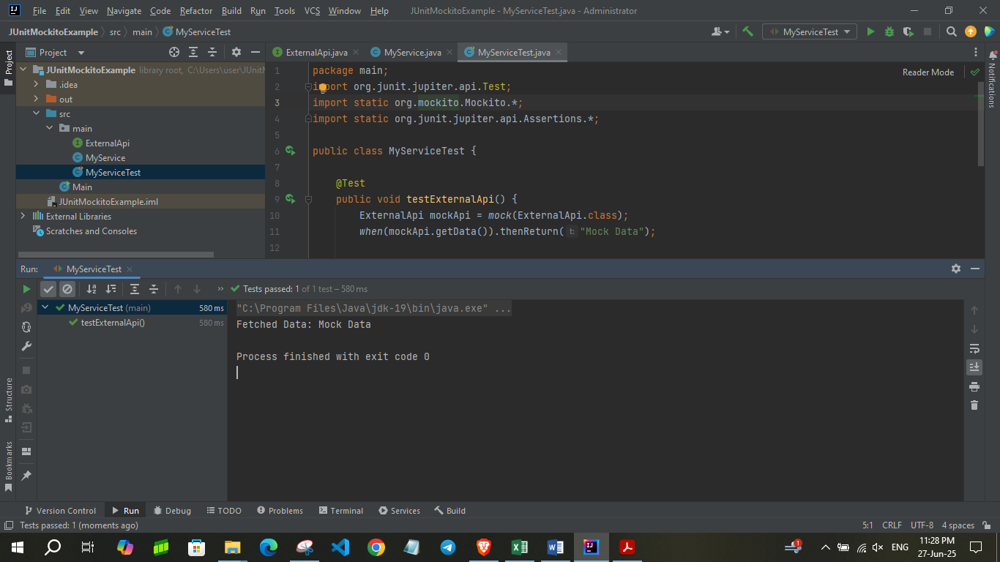 File Edit View Navigate Code Refactor Build Run Tools VCS Window Help JUnitMockitoExample - MyServiceTest.java - Administrator
JUnitMockitoExample src main MyServiceTest
MyServiceTest
Project
Project
ExternalApi.java
MyService.java
MyServiceTest.java
JUnitMockitoExample library root, C:\Users\user\JUnitM
.idea
out
src
main
ExternalApi
MyService
MyServiceTest
Main
JUnitMockitoExample.iml
External Libraries
Scratches and Consoles
Reader Mode
Notifications
1 package main;
2 import org.junit.jupiter.api.Test;
3 import static org.mockito.Mockito.*;
4 import static org.junit.jupiter.api.Assertions.*;
5
6 public class MyServiceTest {
7
8 @Test
9 public void testExternalApi() {
10 ExternalApi mockApi = mock(ExternalApi.class);
11 when(mockApi.getData()).thenReturn( t: "Mock Data");
12
Run: MyServiceTest
Tests passed: 1 of 1 test – 580 ms
MyServiceTest (main) 580 ms
testExternalApi() 580 ms
"C:\Program Files\Java\jdk-19\bin\java.exe" ...
Fetched Data: Mock Data
Process finished with exit code 0
Structure
Bookmarks
Version Control Run Debug TODO Problems Terminal Services Build
Tests passed: 1 (moments ago)
5:1 CRLF UTF-8 4 spaces
1
ENG
11:28 PM
27-Jun-25